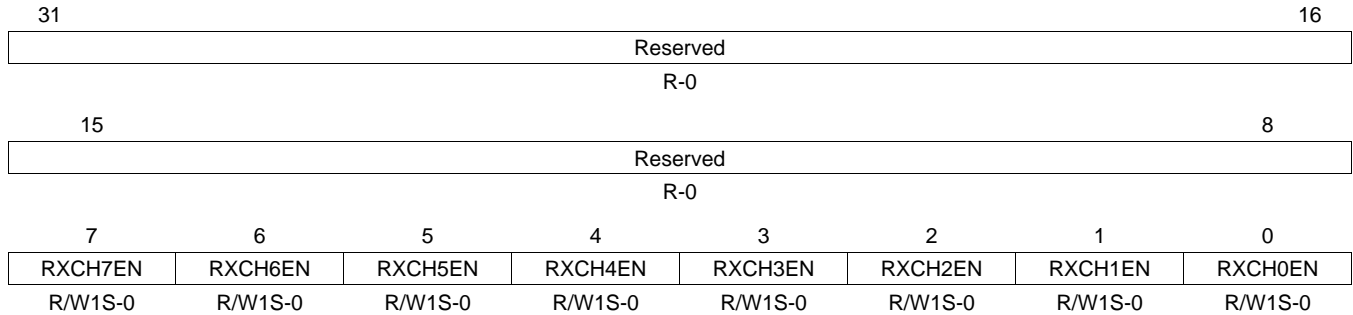 31 16
Reserved
R-0
15 8
Reserved
R-0
7 6 5 4 3 2 1 0
RXCH7EN RXCH6EN RXCH5EN RXCH4EN RXCH3EN RXCH2EN RXCH1EN RXCH0EN
R/W1S-0 R/W1S-0 R/W1S-0 R/W1S-0 R/W1S-0 R/W1S-0 R/W1S-0 R/W1S-0